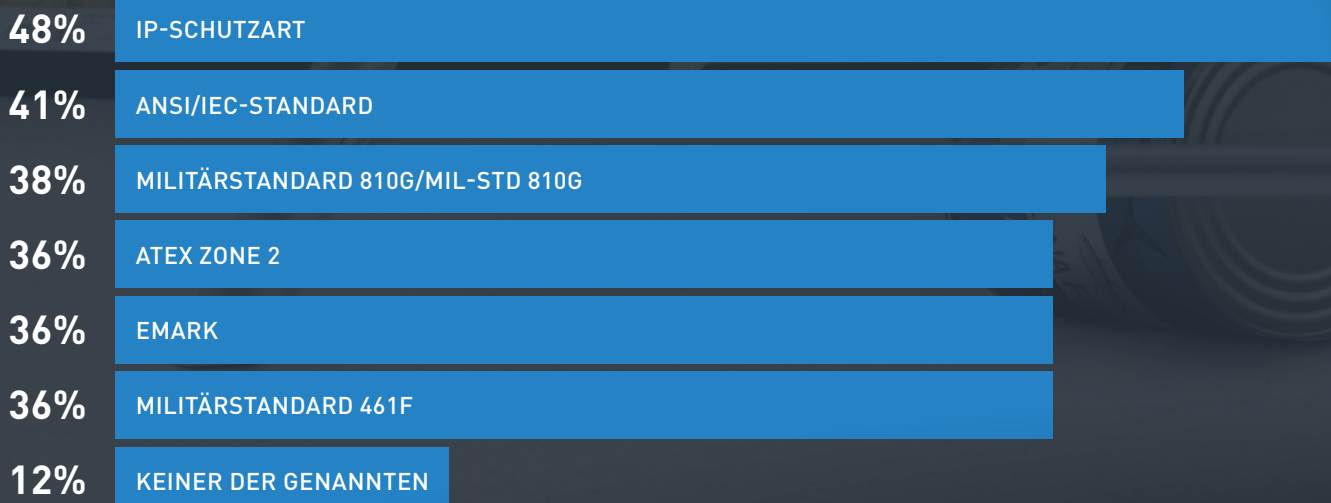 48% IP-SCHUTZART
41% ANSI/IEC-STANDARD
38% MILITÄRSTANDARD 810G/MIL-STD 810G
36% ATEX ZONE 2
36% EMARK
36% MILITÄRSTANDARD 461F
12% KEINER DER GENANNTEN